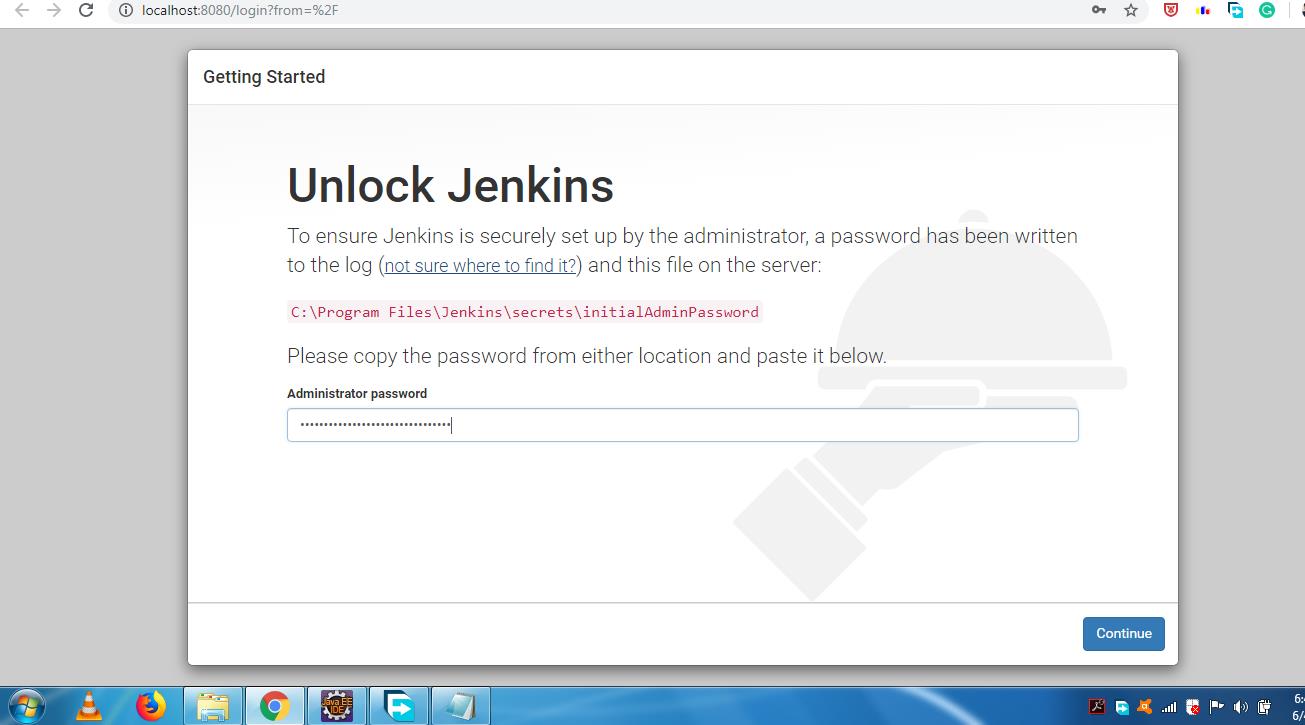 localhost:8080/login?from=%2F
Getting Started
Unlock Jenkins
To ensure Jenkins is securely set up by the administrator, a password has been written
to the log (not sure where to find it?) and this file on the server:
C:\Program Files\Jenkins\secrets\initialAdminPassword
Please copy the password from either location and paste it below.
Administrator password
••••••••••••••••••••••••••••••••
Continue
Java EE
IDE